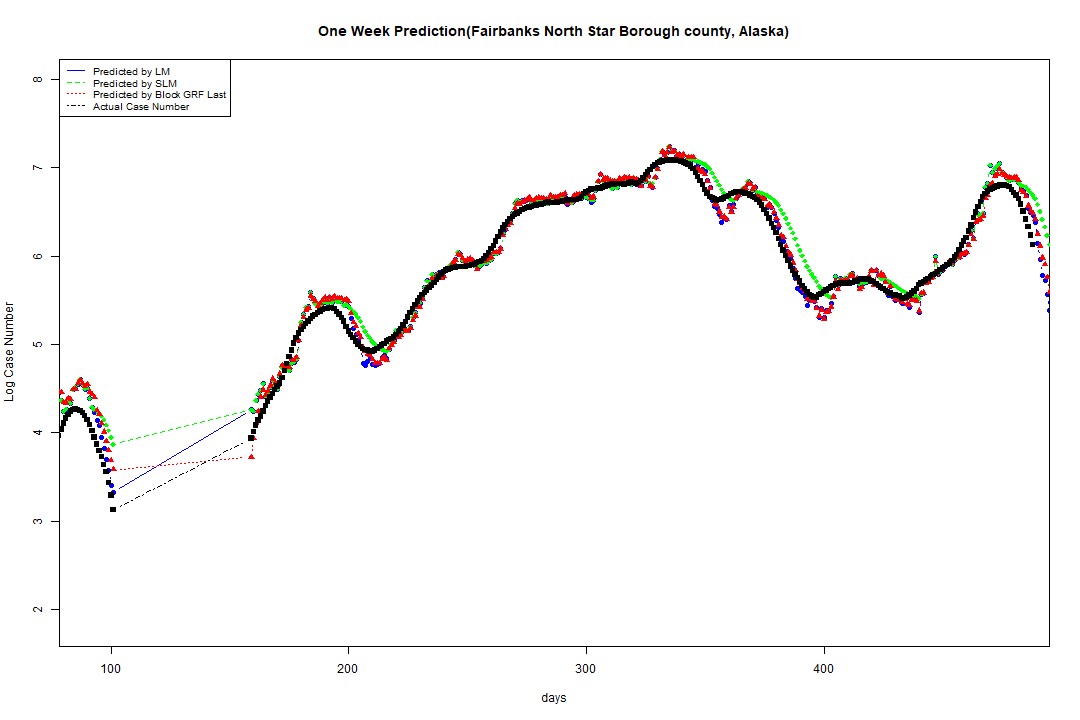 One Week Prediction(Fairbanks North Star Borough county, Alaska)
Predicted by LM
Predicted by SLM
Predicted by Block GRF Last
Actual Case Number
8
7
6
5
4
3
2
Log Case Number
100 200 300 400
days